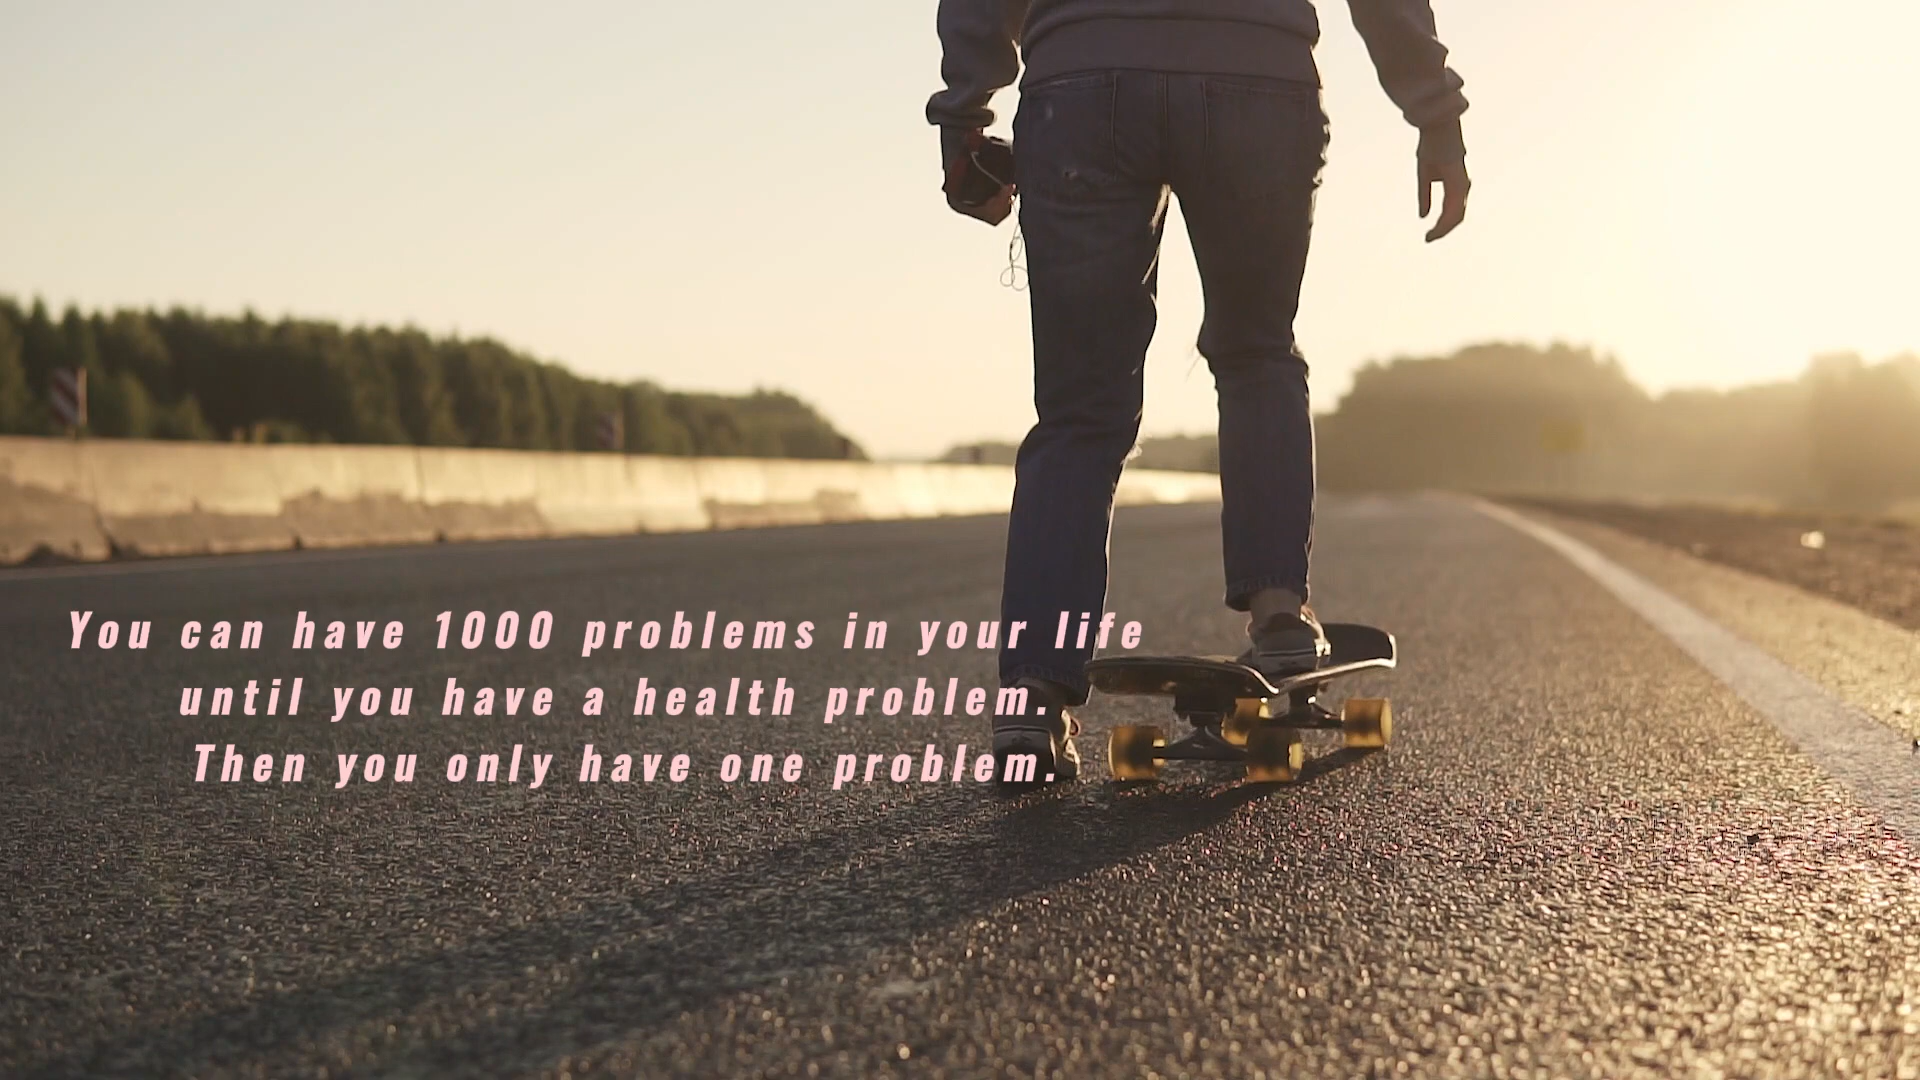 You can have 1000 problems in your life
until you have a health problem.
Then you only have one problem.